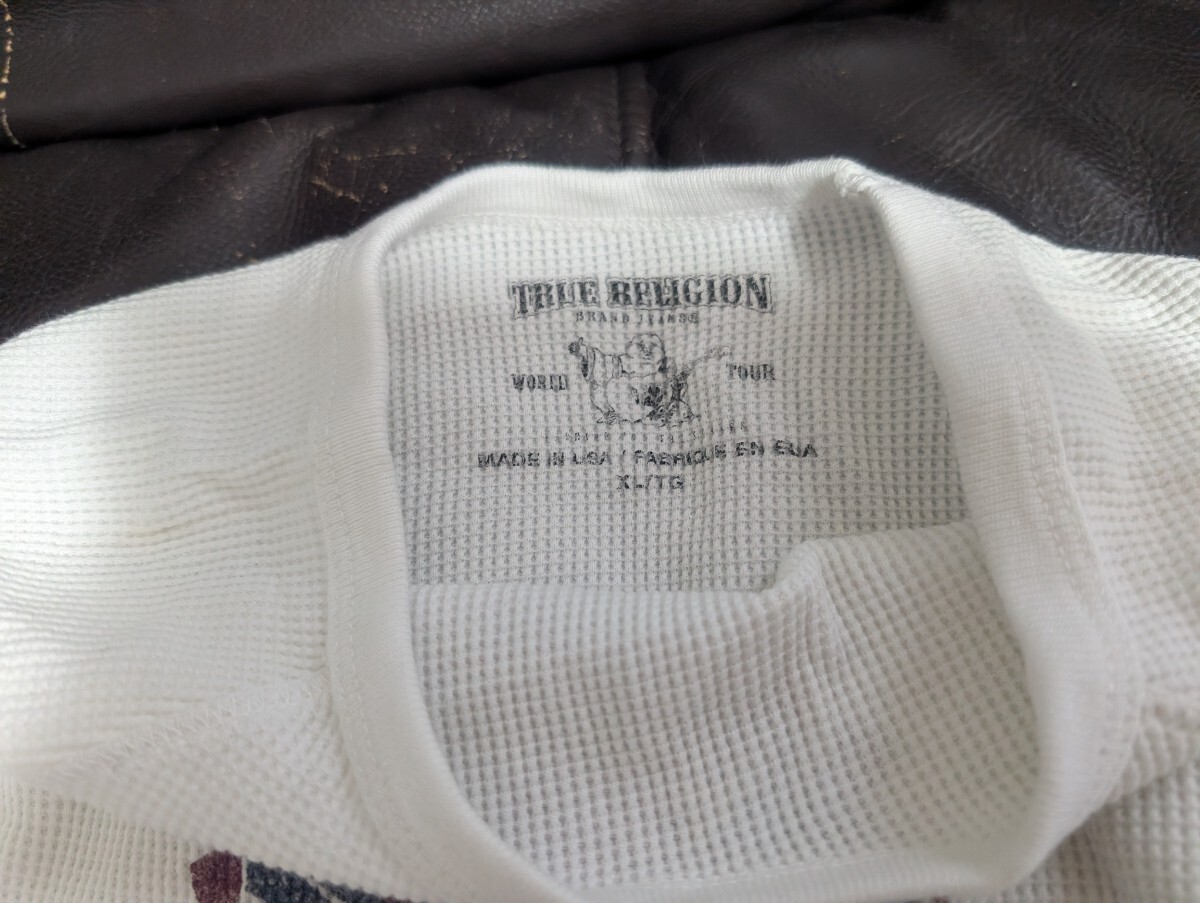 TRUE RELIGION
BRAND JEANS
WORLD TOUR
MADE IN USA / FABRIQUE EN EUA
XL/TG